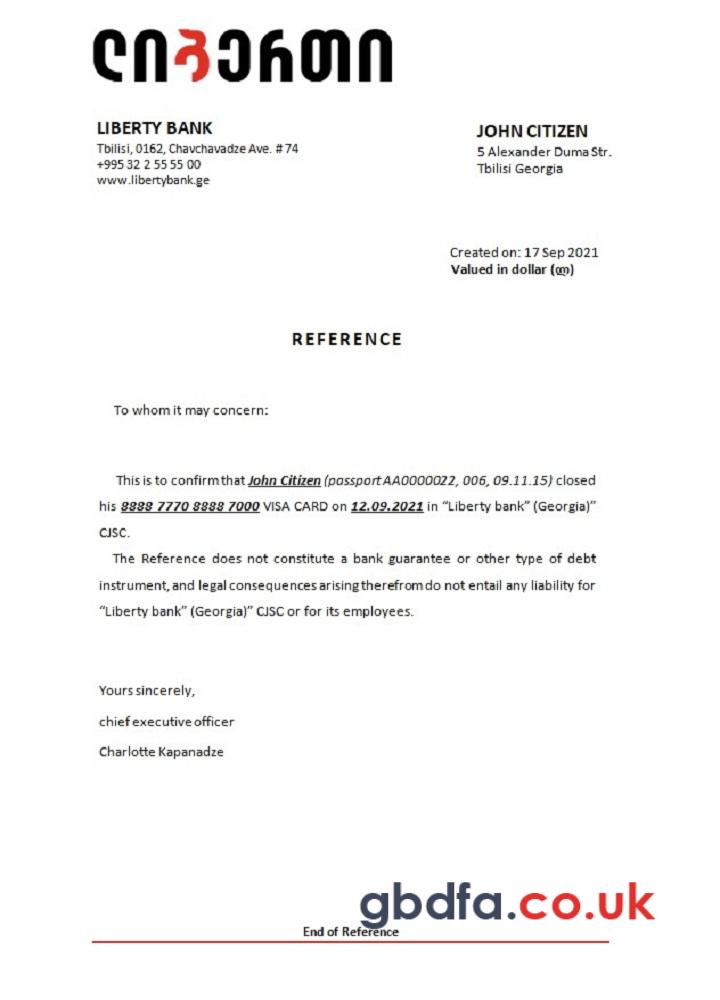 ლიბერთი
LIBERTY BANK
Tbilisi, 0162, Chavchavadze Ave. # 74
+995 32 2 55 55 00
www.libertybank.ge
JOHN CITIZEN
5 Alexander Duma Str.
Tbilisi Georgia
Created on: 17 Sep 2021
Valued in dollar (თ)
REFERENCE
To whom it may concern:
This is to confirm that John Citizen (passport AA0000022, 006, 09.11.15) closed
his 8888 7770 8888 7000 VISA CARD on 12.09.2021 in “Liberty bank” (Georgia)”
CJSC.
The Reference does not constitute a bank guarantee or other type of debt
instrument, and legal consequences arising therefrom do not entail any liability for
“Liberty bank” (Georgia)” CJSC or for its employees.
Yours sincerely,
chief executive officer
Charlotte Kapanadze
gbdfa.co.uk
End of Reference